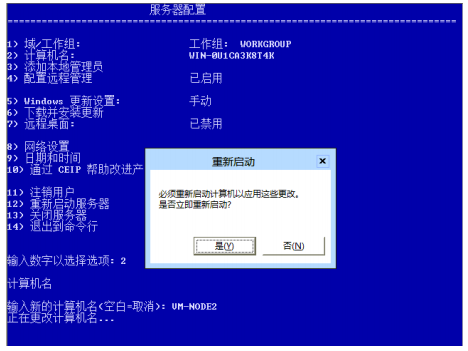 服务器配置
1) 域/工作组: 工作组: WORKGROUP
2) 计算机名: WIN-0U1CA3K8T4K
3) 添加本地管理员
4) 配置远程管理 已启用
5) Windows 更新设置: 手动
6) 下载并安装更新
7) 远程桌面: 已禁用
8) 网络设置
9) 日期和时间
10) 通过 CEIP 帮助改进产
11) 注销用户
12) 重新启动服务器
13) 关闭服务器
14) 退出到命令行
重新启动 x
必须重新启动计算机以应用这些更改。
是否立即重新启动?
是(Y) 否(N)
输入数字以选择选项: 2
计算机名
输入新的计算机名(空白=取消): VM-NODE2
正在更改计算机名...